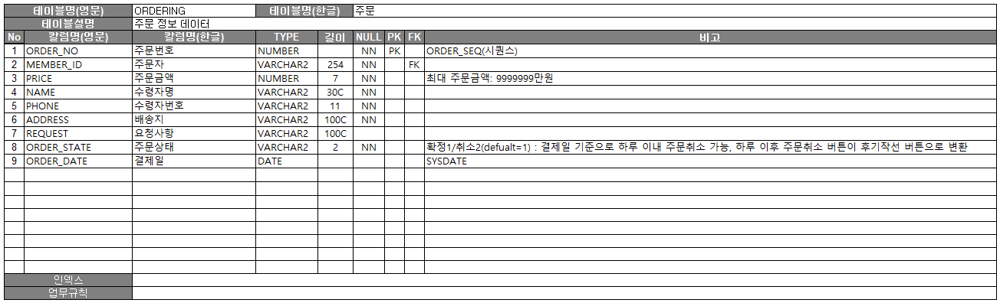 테이블명(영문) ORDERING 테이블명(한글) 주문
테이블설명 주문 정보 데이터
No 칼럼명(영문) 칼럼명(한글) TYPE 길이 NULL PK FK 비고
1 ORDER_NO 주문번호 NUMBER NN PK ORDER_SEQ(시퀀스)
2 MEMBER_ID 주문자 VARCHAR2 254 NN FK
3 PRICE 주문금액 NUMBER 7 NN 최대 주문금액: 9999999만원
4 NAME 수령자명 VARCHAR2 30C NN
5 PHONE 수령자번호 VARCHAR2 11 NN
6 ADDRESS 배송지 VARCHAR2 100C NN
7 REQUEST 요청사항 VARCHAR2 100C
8 ORDER_STATE 주문상태 VARCHAR2 2 NN 확정1/취소2(defualt=1) : 결제일 기준으로 하루 이내 주문취소 가능, 하루 이후 주문취소 버튼이 후기작선 버튼으로 변환
9 ORDER_DATE 결제일 DATE SYSDATE
인덱스
업무규칙